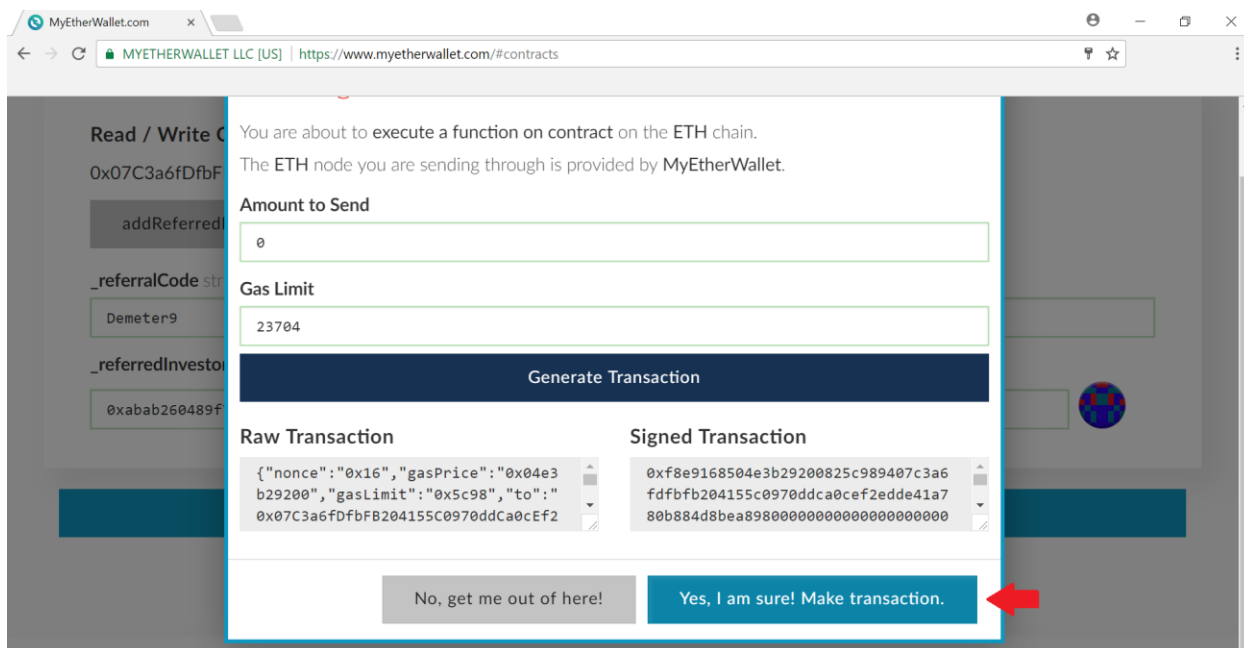 MyEtherWallet.com
MYETHERWALLET LLC [US] https://www.myetherwallet.com/#contracts
You are about to execute a function on contract on the ETH chain.
Read / Write
The ETH node you are sending through is provided by MyEtherWallet.
0x07C3a6fDfbF
Amount to Send
addReferred
0
_referralCode str
Gas Limit
Demeter9
23704
_referredInvesto
Generate Transaction
0xabab260489f
Raw Transaction
Signed Transaction
{"nonce":"0x16","gasPrice":"0x04e3
b29200","gasLimit":"0x5c98","to":"
0x07C3a6fDfbFB204155C0970ddCa0cEf2
0xf8e9168504e3b29200825c989407c3a6
fdfbfb204155c0970ddca0cef2edde41a7
80b884d8bea89800000000000000000000
No, get me out of here!
Yes, I am sure! Make transaction.